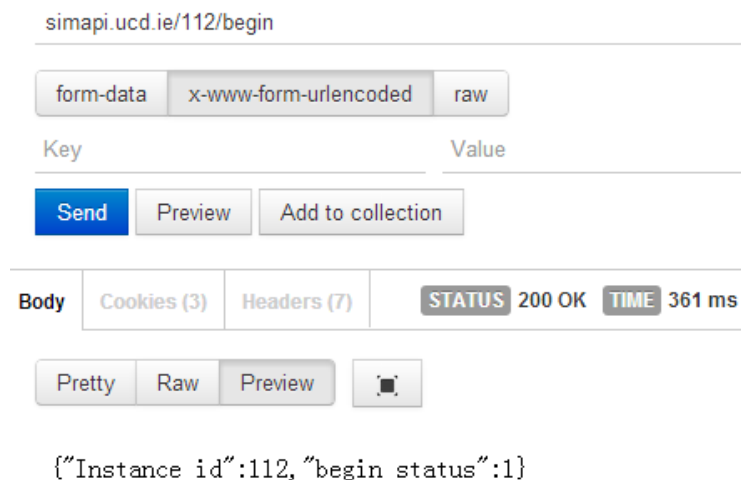 simapi.ucd.ie/112/begin
form-data x-www-form-urlencoded raw
Key Value
Send Preview Add to collection
Body Cookies (3) Headers (7) STATUS 200 OK TIME 361 ms
Pretty Raw Preview
{"Instance id":112,"begin status":1}